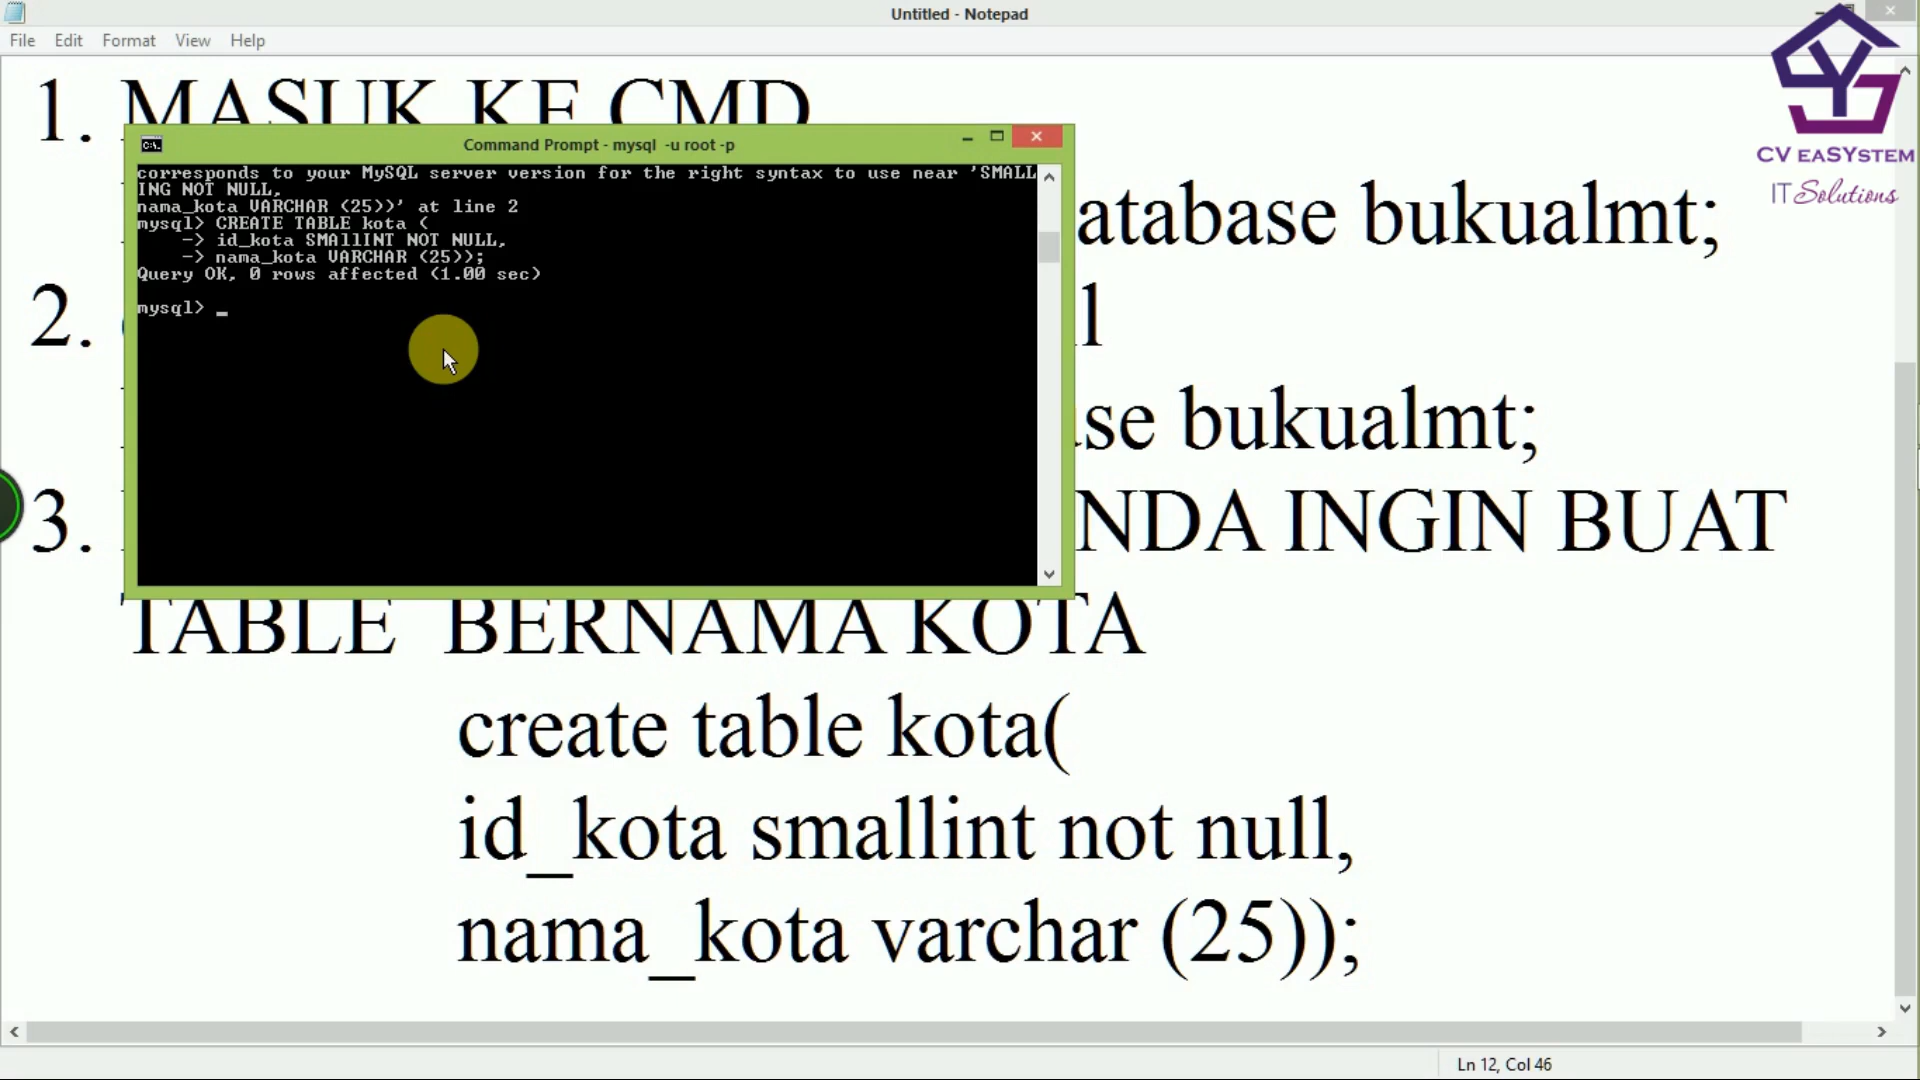 Untitled - Notepad
File Edit Format View Help
1. MASUK KE CMD
CV EASYSTEM
IT Solutions
Command Prompt - mysql -u root -p
corresponds to your MySQL server version for the right syntax to use near 'SMALL
ING NOT NULL,
nama_kota VARCHAR (25))' at line 2
mysql> CREATE TABLE kota (
-> id_kota SMAllINT NOT NULL,
-> nama_kota VARCHAR (25));
Query OK, 0 rows affected (1.00 sec)
mysql> _
bukualmt;
2.
bukualmt;
3. INGIN BUAT
TABLE BERNAMA KOTA
create table kota(
id_kota smallint not null,
nama_kota varchar (25));
Ln 12, Col 46